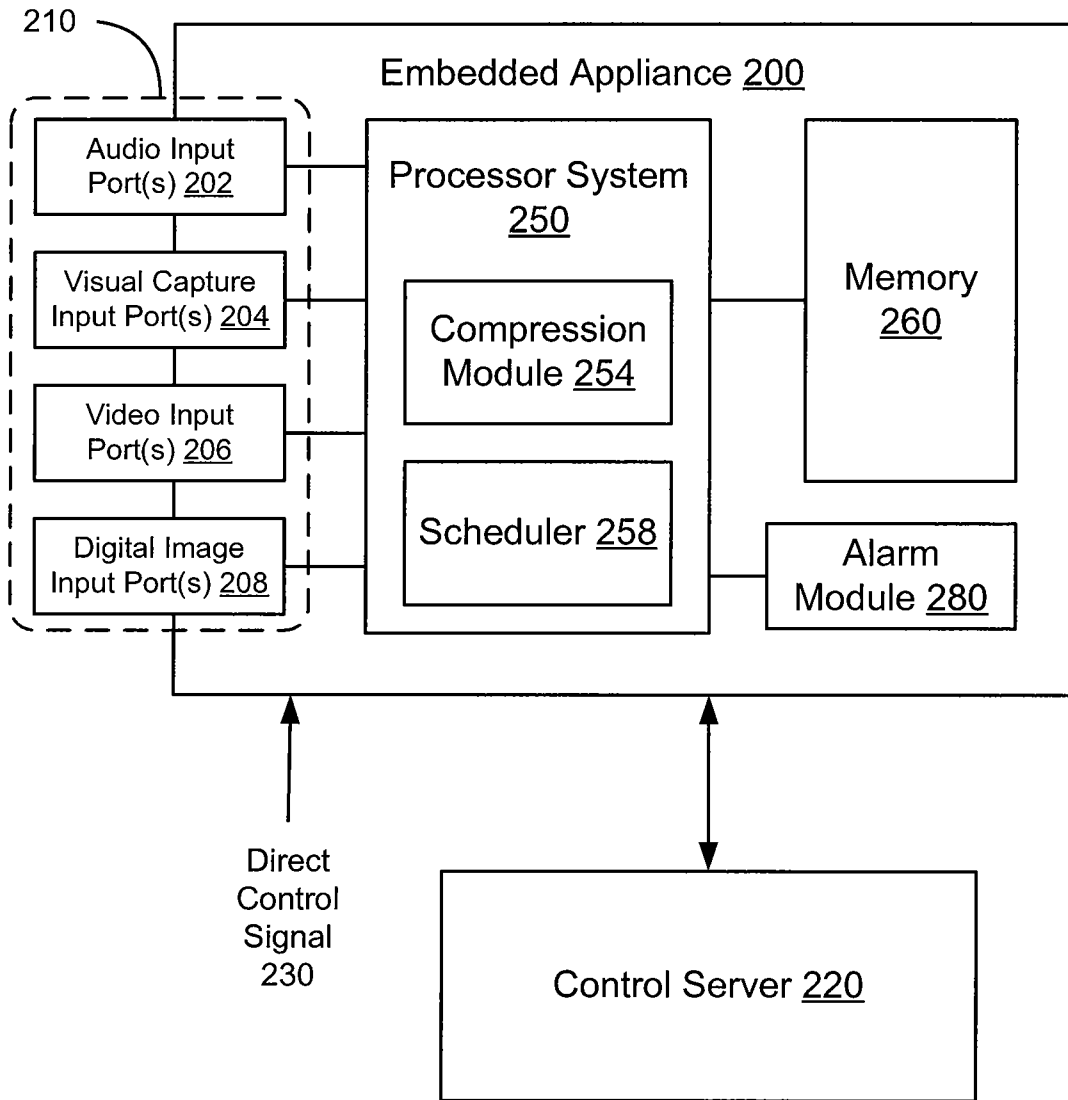 210
Embedded Appliance 200
Audio Input
Port(s) 202
Visual Capture
Input Port(s) 204
Video Input
Port(s) 206
Digital Image
Input Port(s) 208
Processor System
250
Compression
Module 254
Scheduler 258
Memory
260
Alarm
Module 280
Direct
Control
Signal
230
Control Server 220